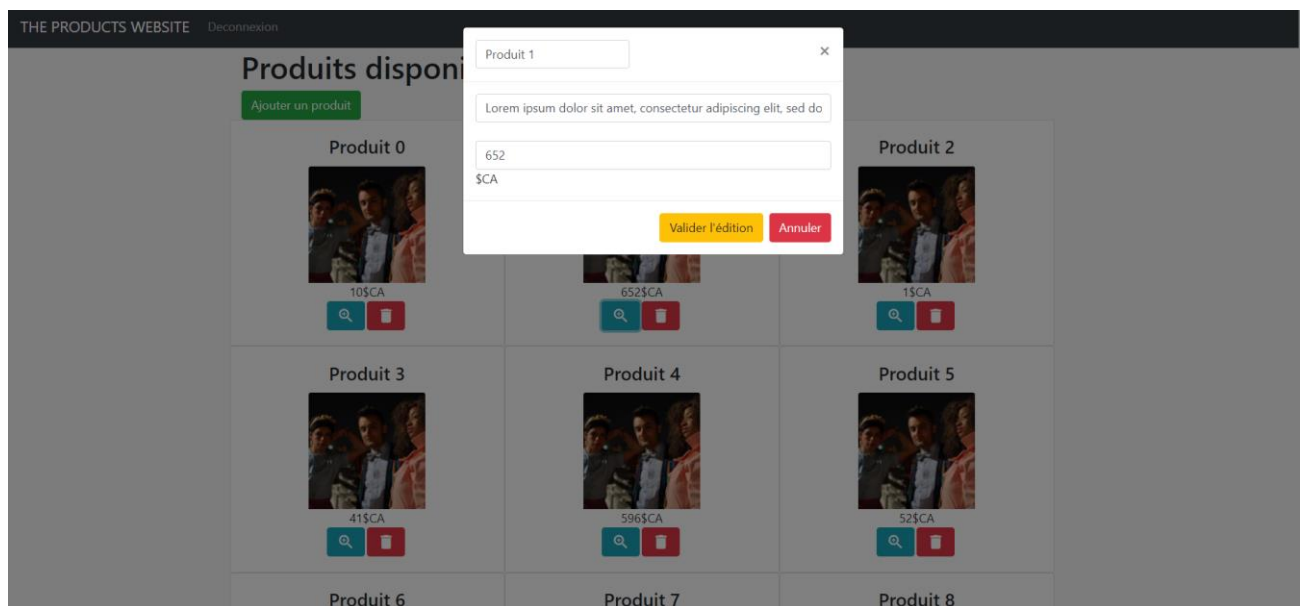 THE PRODUCTS WEBSITE Deconnexion
Produits disponi
Ajouter un produit
Produit 1 ×
Lorem ipsum dolor sit amet, consectetur adipiscing elit, sed do
652
$CA
Valider l'édition Annuler
Produit 0 Produit 2
10$CA 652$CA 1$CA
Produit 3 Produit 4 Produit 5
41$CA 596$CA 52$CA
Produit 6 Produit 7 Produit 8